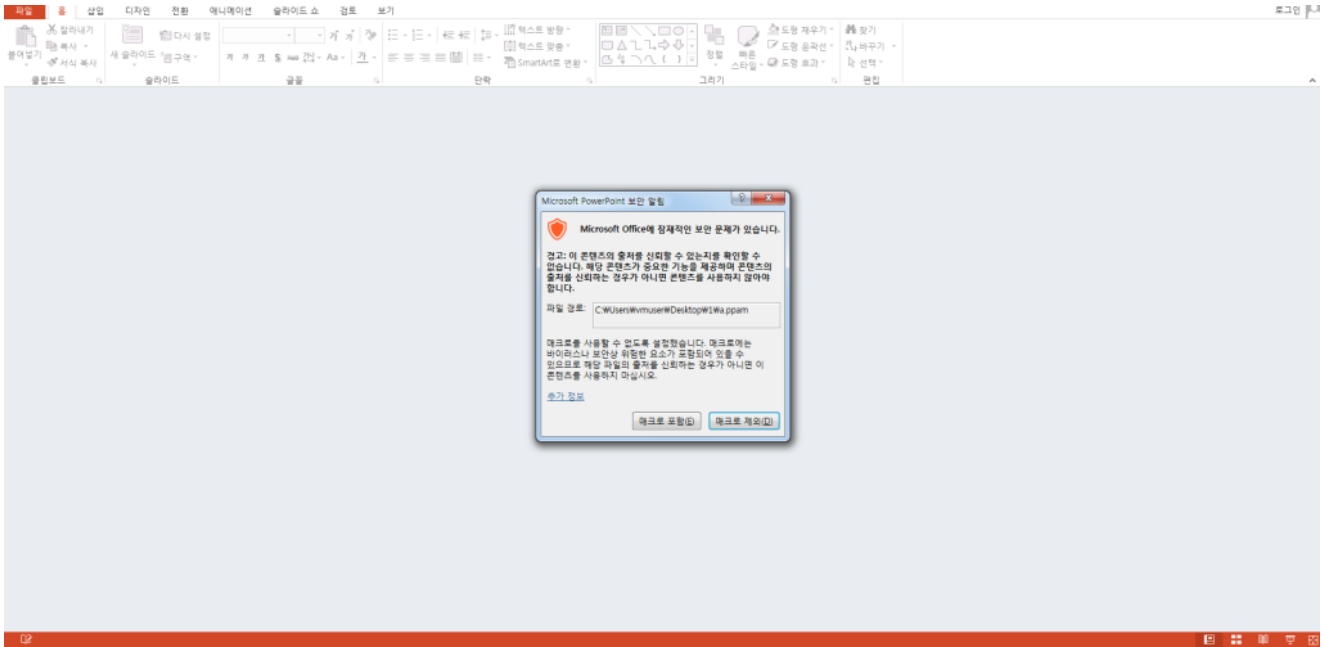 파일 홈 삽입 디자인 전환 애니메이션 슬라이드 쇼 검토 보기 로그인
잘라내기
복사
서식 복사
붙여넣기
클립보드
새 슬라이드
다시 설정
구역
슬라이드
가 가 가 S abc 가 Aa 가
글꼴
단락
텍스트 방향
텍스트 맞춤
SmartArt로 변환
정렬
빠른
스타일
도형 채우기
도형 윤곽선
도형 효과
그리기
찾기
바꾸기
선택
편집
Microsoft PowerPoint 보안 알림
Microsoft Office에 잠재적인 보안 문제가 있습니다.
경고: 이 콘텐츠의 출처를 신뢰할 수 있는지를 확인할 수
없습니다. 해당 콘텐츠가 중요한 기능을 제공하며 콘텐츠의
출처를 신뢰하는 경우가 아니면 콘텐츠를 사용하지 않아야
합니다.
파일 경로: C:₩Users₩vmuser₩Desktop₩1₩a.ppam
매크로를 사용할 수 없도록 설정했습니다. 매크로에는
바이러스나 보안상 위험한 요소가 포함되어 있을 수
있으므로 해당 파일의 출처를 신뢰하는 경우가 아니면 이
콘텐츠를 사용하지 마십시오.
추가 정보
매크로 포함(E) 매크로 제외(D)